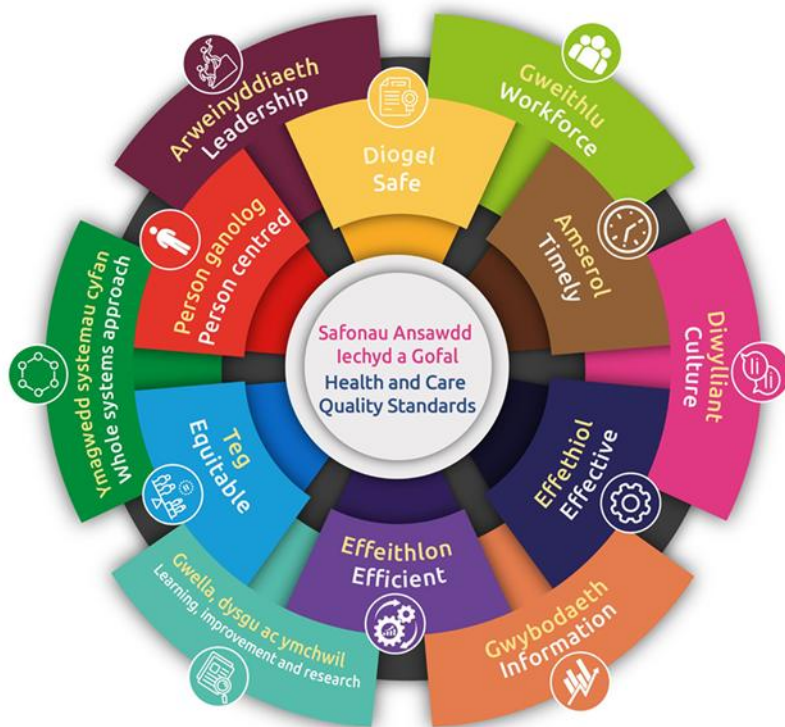 Safonau Ansawdd
Iechyd a Gofal
Health and Care
Quality Standards
Diogel
Safe
Amserol
Timely
Effethiol
Effective
Effeithlon
Efficient
Teg
Equitable
Person ganolog
Person centred
Arweinyddiaeth
Leadership
Gweithlu
Workforce
Diwylliant
Culture
Gwybodaeth
Information
Gwella, dysgu ac ymchwil
Learning, improvement and research
Ymagwedd systemau cyfan
Whole systems approach